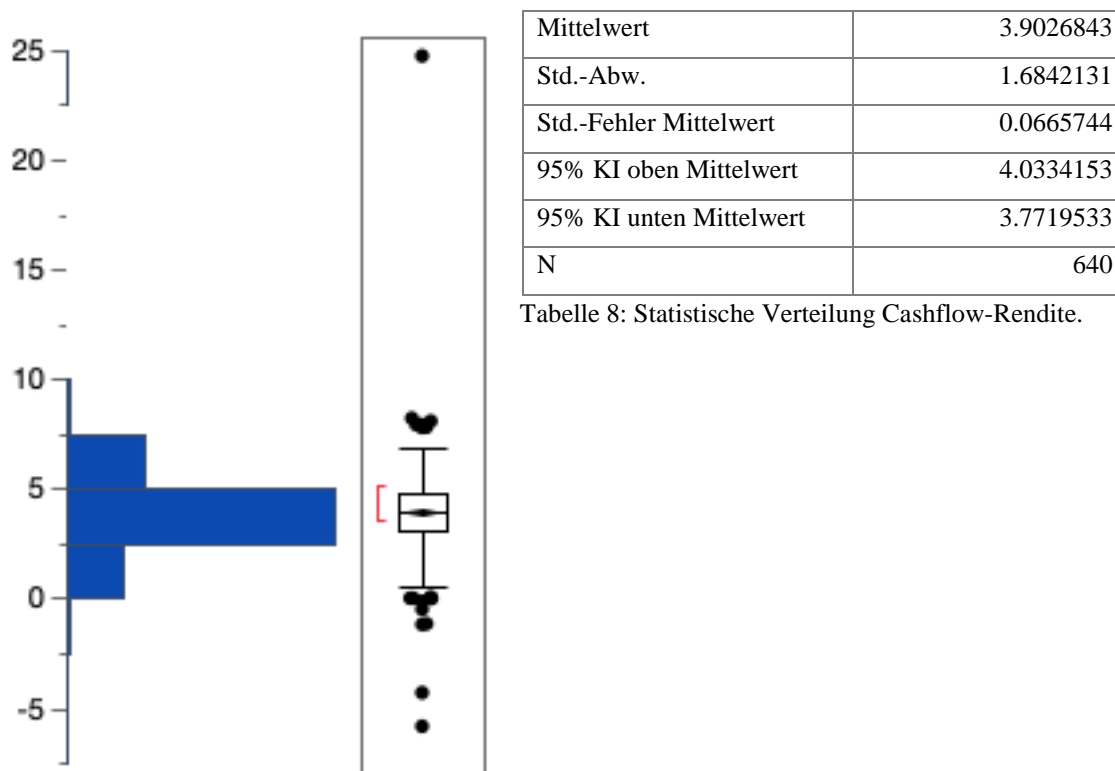 25
20
15
10
5
0
-5
Mittelwert 3.9026843
Std.-Abw. 1.6842131
Std.-Fehler Mittelwert 0.0665744
95% KI oben Mittelwert 4.0334153
95% KI unten Mittelwert 3.7719533
N 640
Tabelle 8: Statistische Verteilung Cashflow-Rendite.